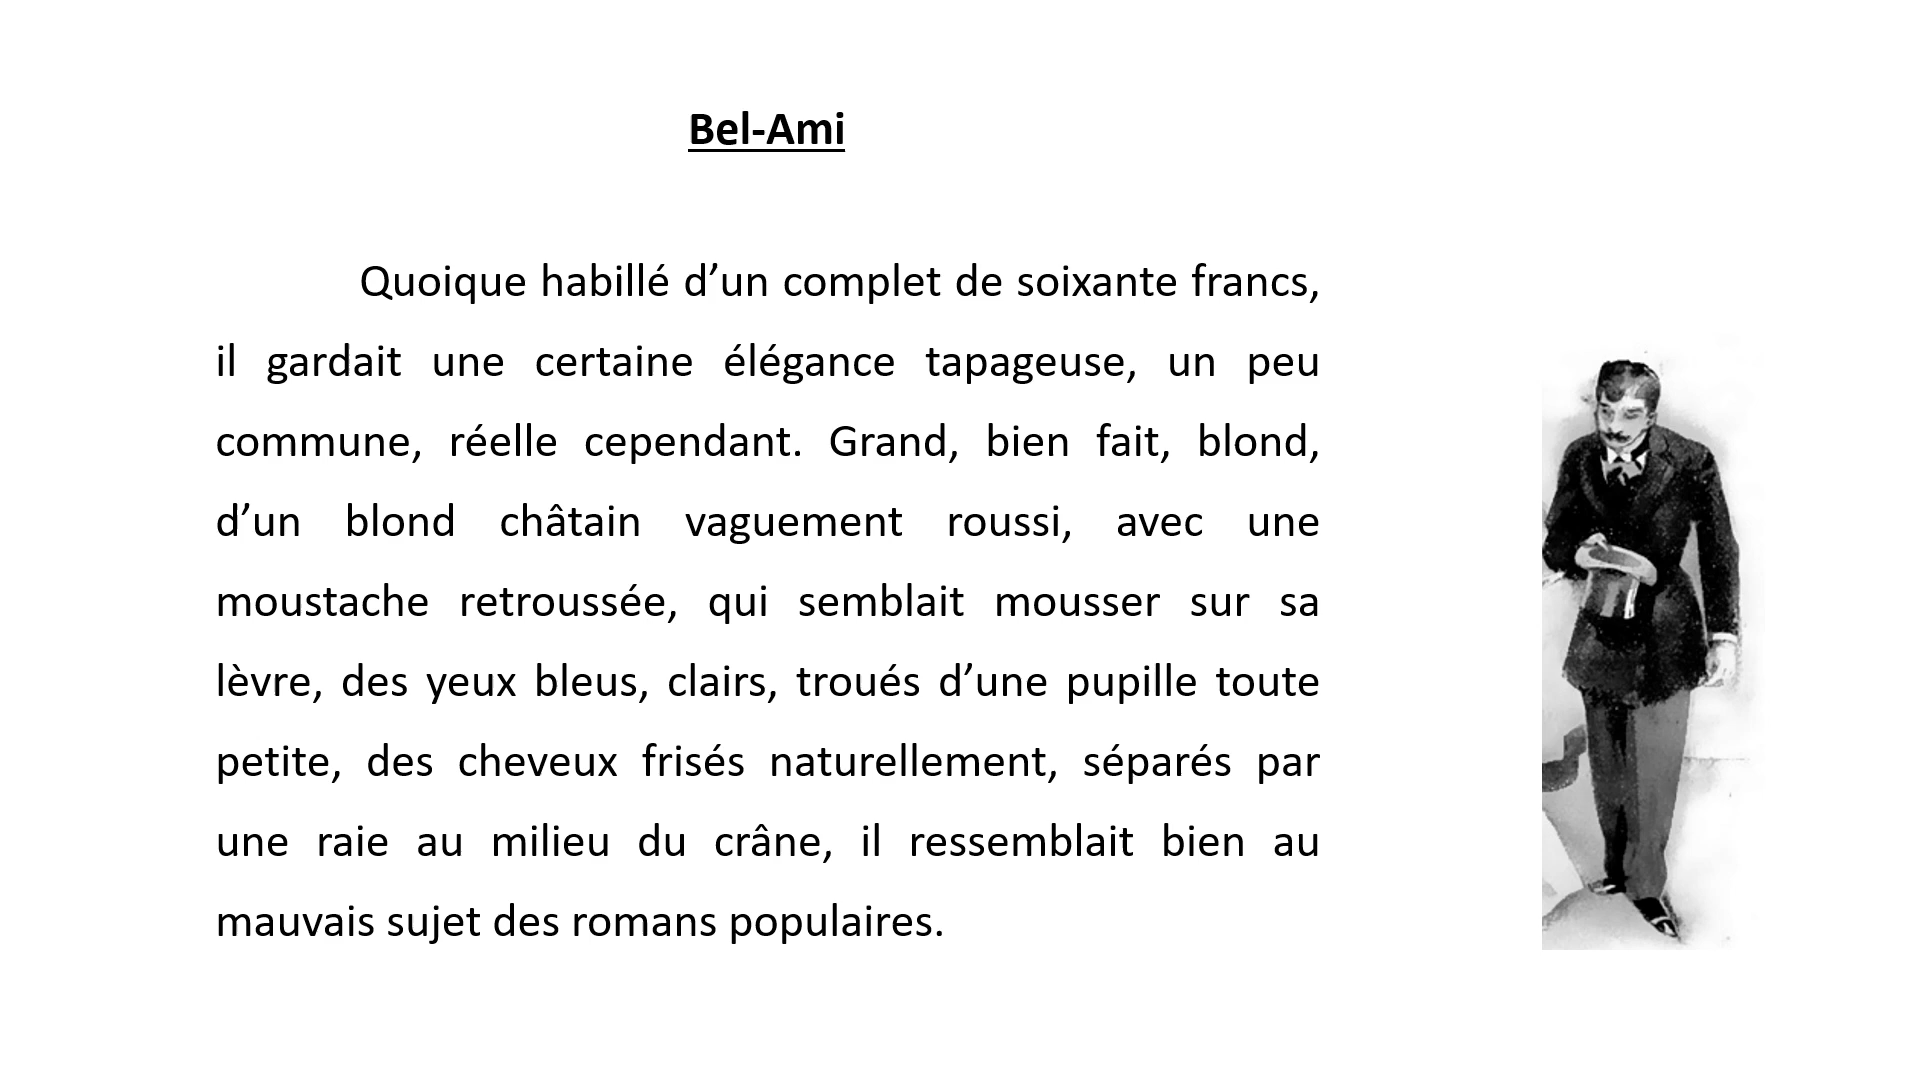 Bel-Ami
Quoique habillé d’un complet de soixante francs,
il gardait une certaine élégance tapageuse, un peu
commune, réelle cependant. Grand, bien fait, blond,
d’un blond châtain vaguement roussi, avec une
moustache retroussée, qui semblait mousser sur sa
lèvre, des yeux bleus, clairs, troués d’une pupille toute
petite, des cheveux frisés naturellement, séparés par
une raie au milieu du crâne, il ressemblait bien au
mauvais sujet des romans populaires.